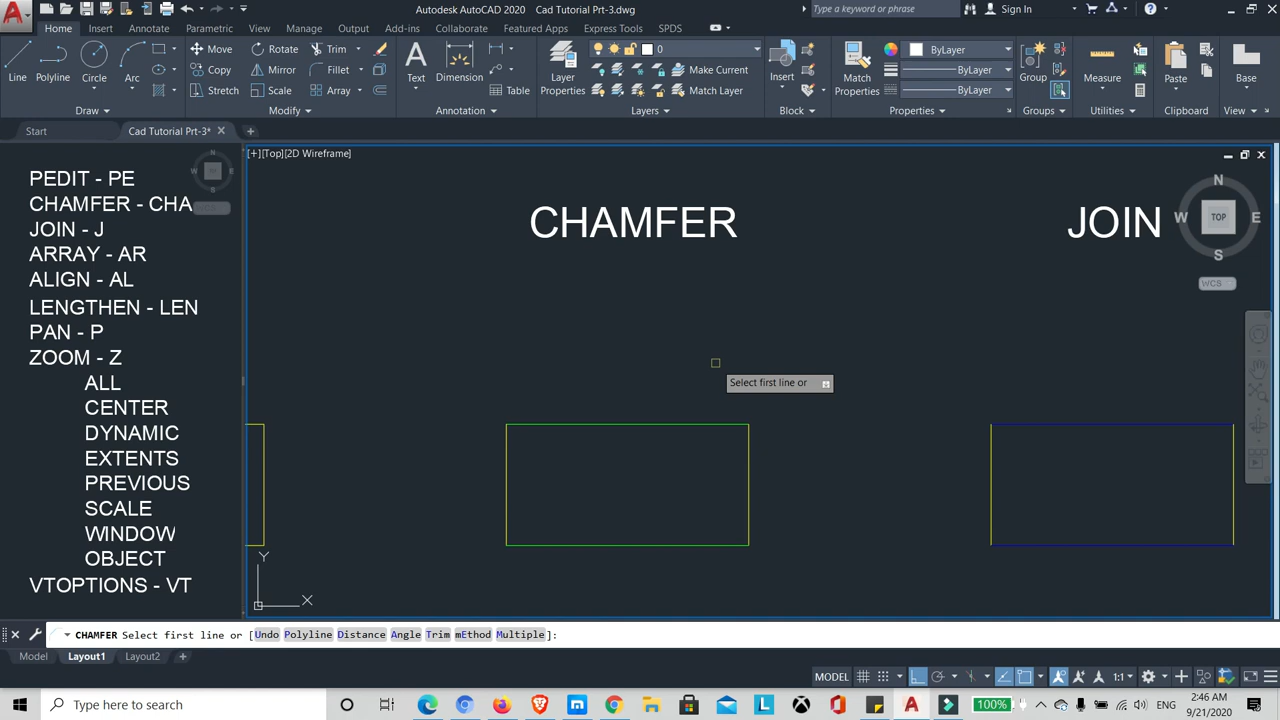 Autodesk AutoCAD 2020 Cad Tutorial Prt-3.dwg
Type a keyword or phrase
Sign In
Home Insert Annotate Parametric View Manage Output Add-ins Collaborate Featured Apps Express Tools SPDS
Line
Polyline
Circle
Arc
Move
Rotate
Trim
Copy
Mirror
Fillet
Stretch
Scale
Array
Text
Dimension
Table
Layer
Properties
0
Make Current
Match Layer
Insert
Match
Properties
ByLayer
ByLayer
ByLayer
Group
Measure
Paste
Base
Draw Modify Annotation Layers Block Properties Groups Utilities Clipboard View
Start
Cad Tutorial Prt-3*
[+][Top][2D Wireframe]
PEDIT - PE
CHAMFER - CHA
JOIN - J
ARRAY - AR
ALIGN - AL
LENGTHEN - LEN
PAN - P
ZOOM - Z
ALL
CENTER
DYNAMIC
EXTENTS
PREVIOUS
SCALE
WINDOW
OBJECT
VTOPTIONS - VT
CHAMFER
JOIN
N
W TOP E
S
WCS
Select first line or
Y
X
CHAMFER Select first line or [Undo Polyline Distance Angle Trim mEthod Multiple]:
Model Layout1 Layout2
MODEL
1:1
Type here to search
100%
ENG
2:46 AM
9/21/2020